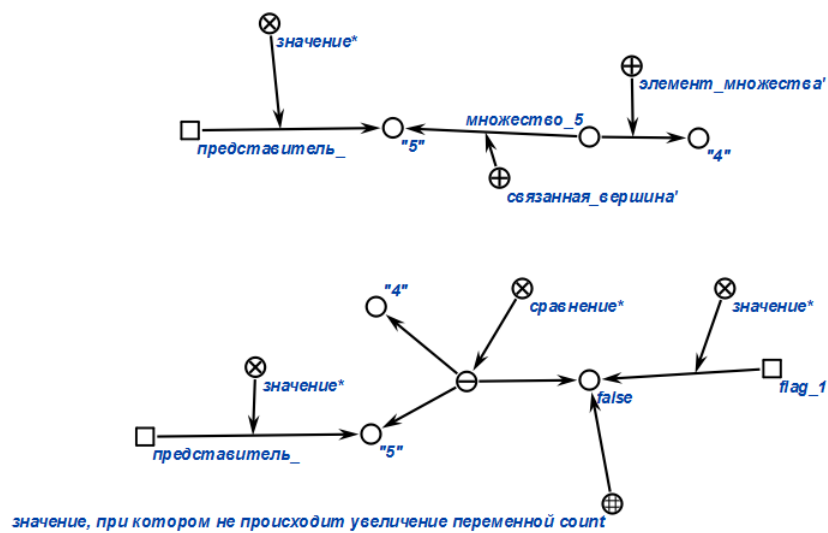 значение*
элемент_множества'
множество_5
представитель_
"5"
"4"
связанная_вершина'
"4"
сравнение*
значение*
значение*
false
flag_1
представитель_
"5"
значение, при котором не происходит увеличение переменной count